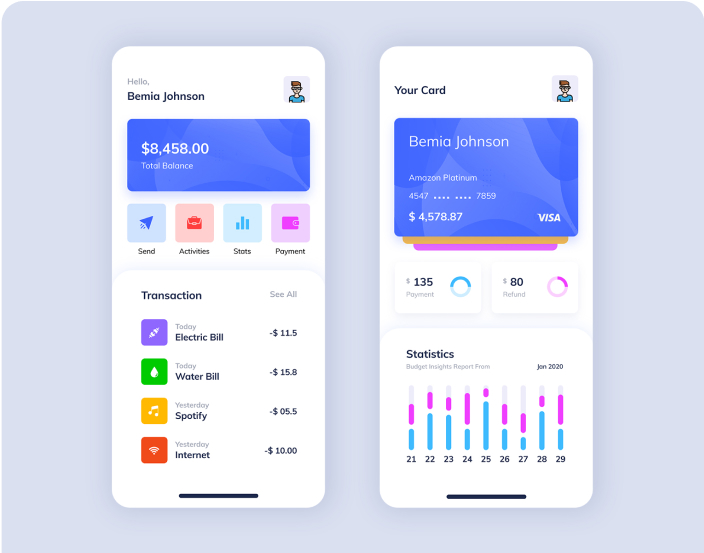 Hello,
Bemia Johnson
$8,458.00
Total Balance
Send
Activities
Stats
Payment
Transaction
See All
Today
Electric Bill
-$ 11.5
Today
Water Bill
-$ 15.8
Yesterday
Spotify
-$ 05.5
Yesterday
Internet
-$ 10.00
Your Card
Bemia Johnson
Amazon Platinum
4547 •••• •••• 7859
$ 4,578.87
VISA
$ 135
Payment
$ 80
Refund
Statistics
Budget Insights Report From
Jan 2020
21 22 23 24 25 26 27 28 29